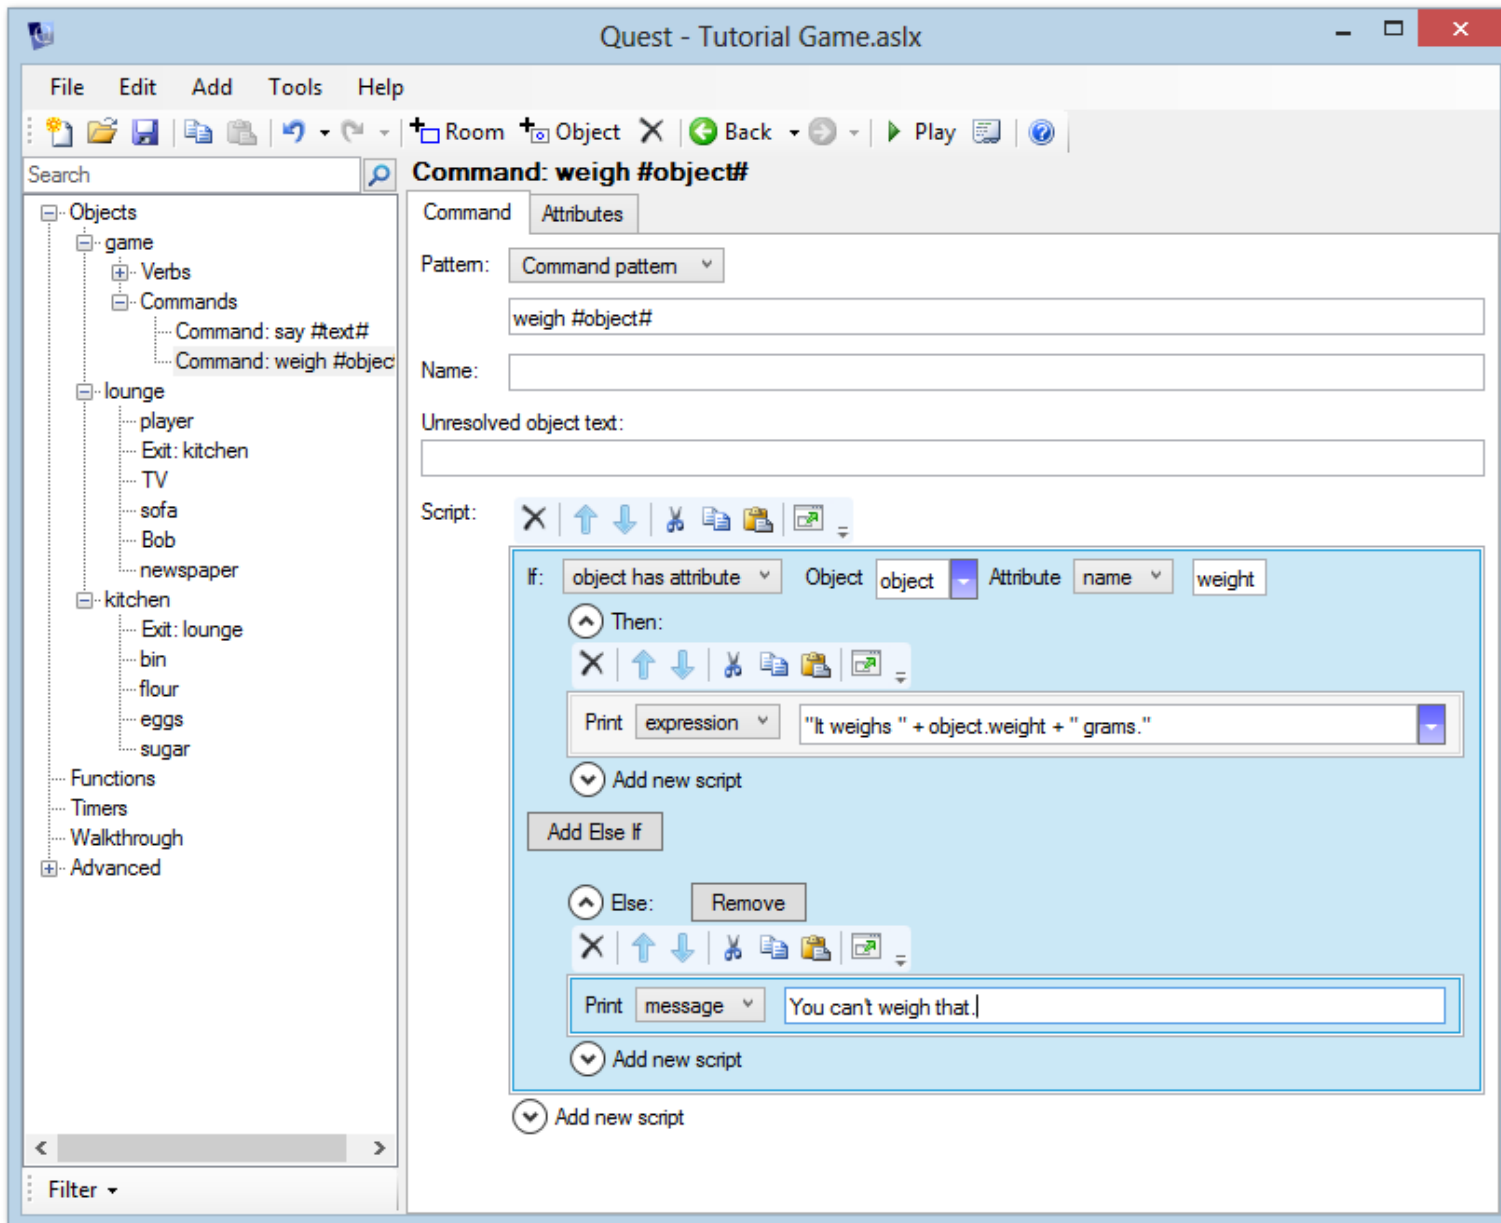 Quest - Tutorial Game.aslx
File Edit Add Tools Help
Room Object Back Play
Search
Command: weigh #object#
Objects
game
Verbs
Commands
Command: say #text#
Command: weigh #objec
lounge
player
Exit: kitchen
TV
sofa
Bob
newspaper
kitchen
Exit: lounge
bin
flour
eggs
sugar
Functions
Timers
Walkthrough
Advanced
Filter
Command Attributes
Pattern: Command pattern
weigh #object#
Name:
Unresolved object text:
Script:
If: object has attribute Object object Attribute name weight
Then:
Print expression "It weighs " + object.weight + " grams."
Add new script
Add Else If
Else: Remove
Print message You can't weigh that.
Add new script
Add new script